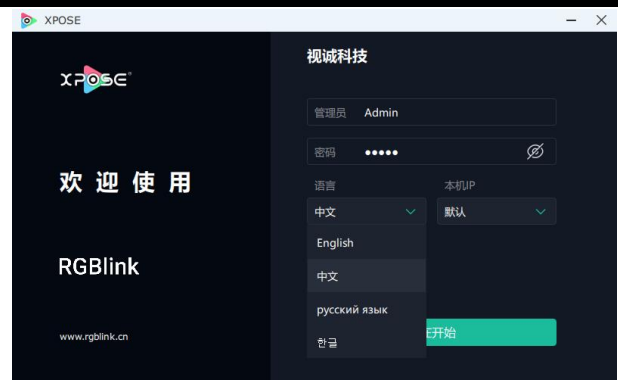 XPOSE
XPOSE
欢迎使用
RGBlink
www.rgblink.cn
视诚科技
管理员 Admin
密码 •••••
语言 本机IP
中文 默认
English
中文
русский язык
한글
开始